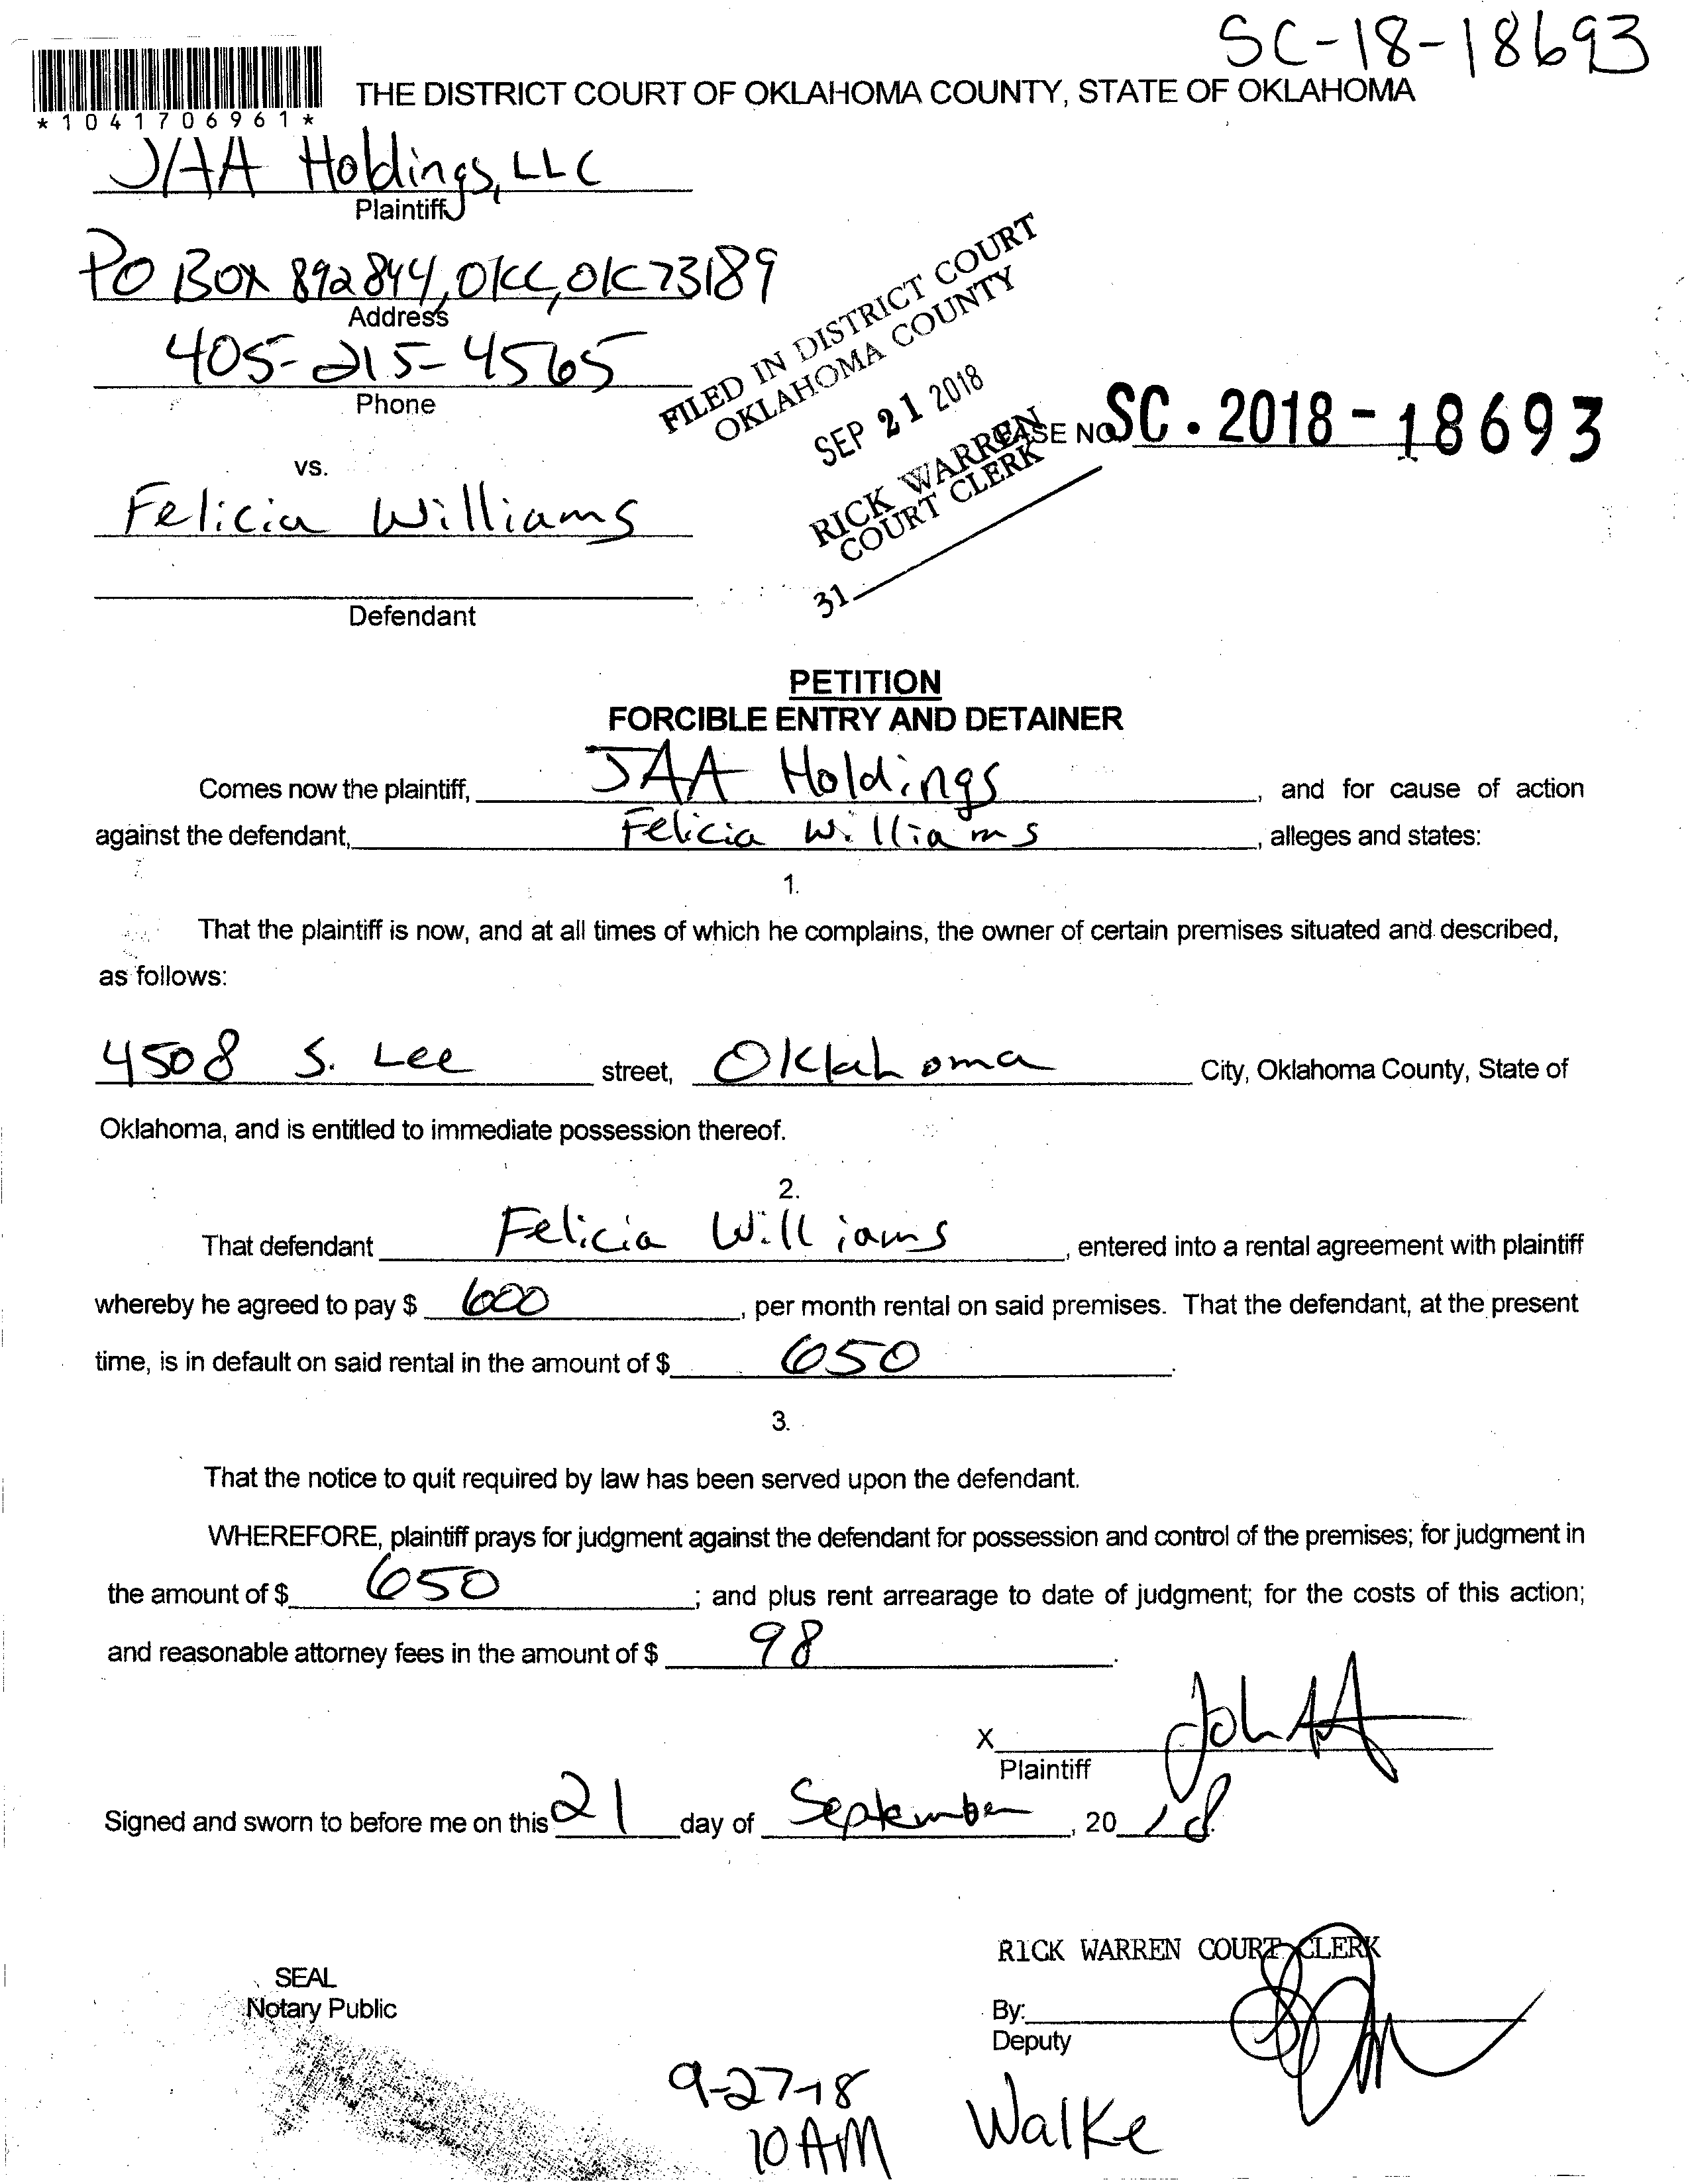 SC-18-18693
THE DISTRICT COURT OF OKLAHOMA COUNTY, STATE OF OKLAHOMA
*1041706961*
JAA Holdings, LLC
Plaintiff
PO Box 892844, OKC, OK 73189
Address
405-215-4565
Phone
FILED IN DISTRICT COURT
OKLAHOMA COUNTY
SEP 21 2018
RICK WARREN
COURT CLERK
31
CASE NO. SC-2018-18693
vs.
Felicia Williams
Defendant
PETITION
FORCIBLE ENTRY AND DETAINER
Comes now the plaintiff, JAA Holdings, and for cause of action
against the defendant, Felicia Williams, alleges and states:
1.
That the plaintiff is now, and at all times of which he complains, the owner of certain premises situated and described,
as follows:
4508 S. Lee street, Oklahoma City, Oklahoma County, State of
Oklahoma, and is entitled to immediate possession thereof.
2.
That defendant Felicia Williams, entered into a rental agreement with plaintiff
whereby he agreed to pay $ 600, per month rental on said premises. That the defendant, at the present
time, is in default on said rental in the amount of $ 650.
3.
That the notice to quit required by law has been served upon the defendant.
WHEREFORE, plaintiff prays for judgment against the defendant for possession and control of the premises; for judgment in
the amount of $ 650; and plus rent arrearage to date of judgment; for the costs of this action;
and reasonable attorney fees in the amount of $ 98.
X
Plaintiff
Signed and sworn to before me on this 21 day of September, 2018.
RICK WARREN COURT CLERK
SEAL
Notary Public
By:
Deputy
9-27-18
10 AM
Walke